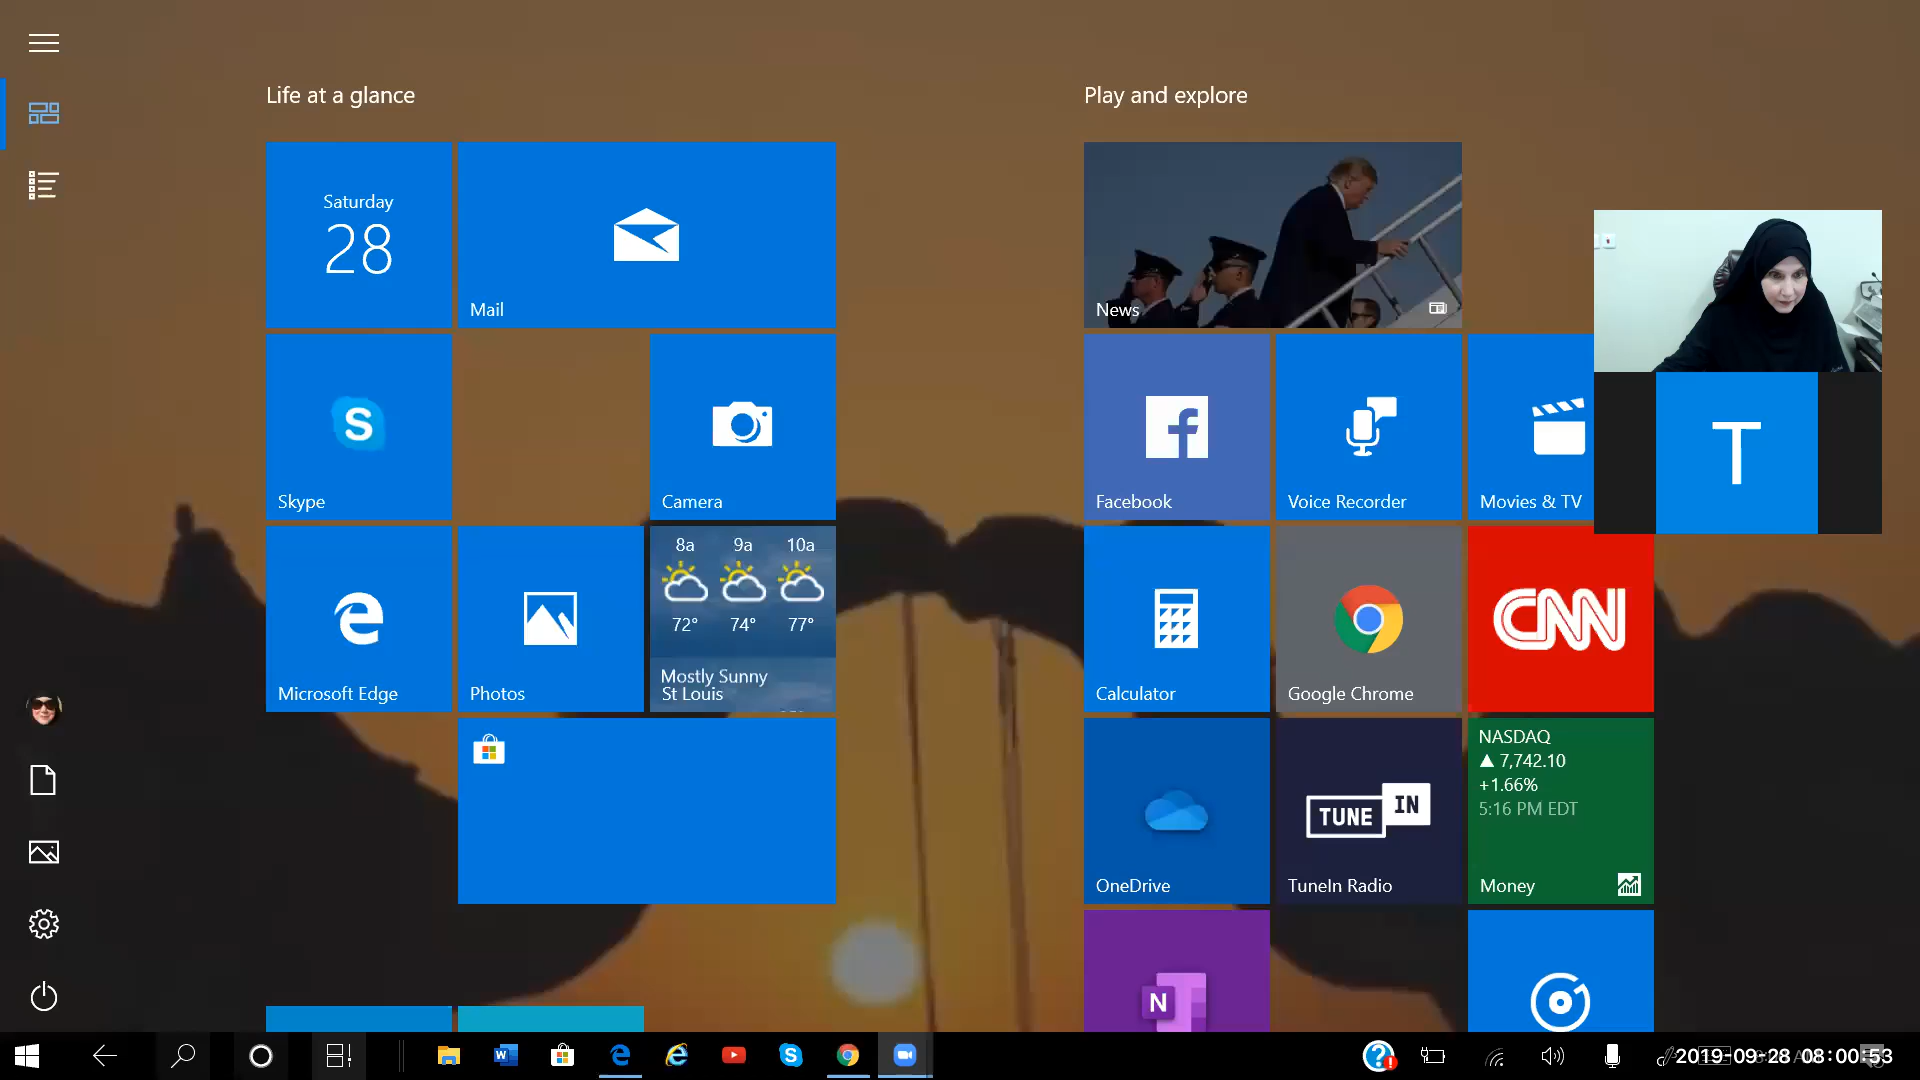 Life at a glance
Play and explore
Saturday
28
Mail
News
S
Skype
Camera
Facebook
Voice Recorder
Movies & TV
T
8a 9a 10a
72° 74° 77°
Mostly Sunny
St Louis
Microsoft Edge
Photos
Calculator
Google Chrome
CNN
OneDrive
TUNE IN
TuneIn Radio
NASDAQ
▲ 7,742.10
+1.66%
5:16 PM EDT
Money
N
2019-09-28 08:00:53